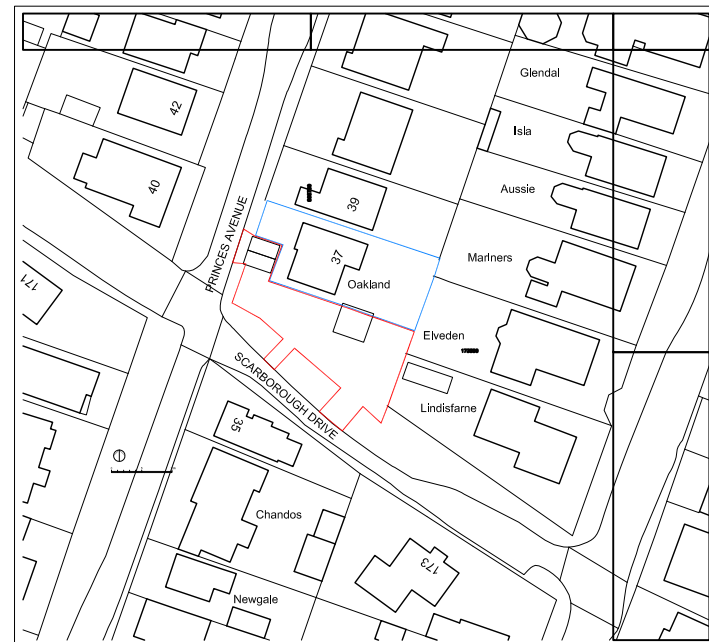 Glendal
42
Isla
40
39
Aussie
PRINCES AVENUE
37
Mariners
Oakland
171
Elveden
SCARBOROUGH DRIVE
Lindisfarne
35
Chandos
173
Newgale